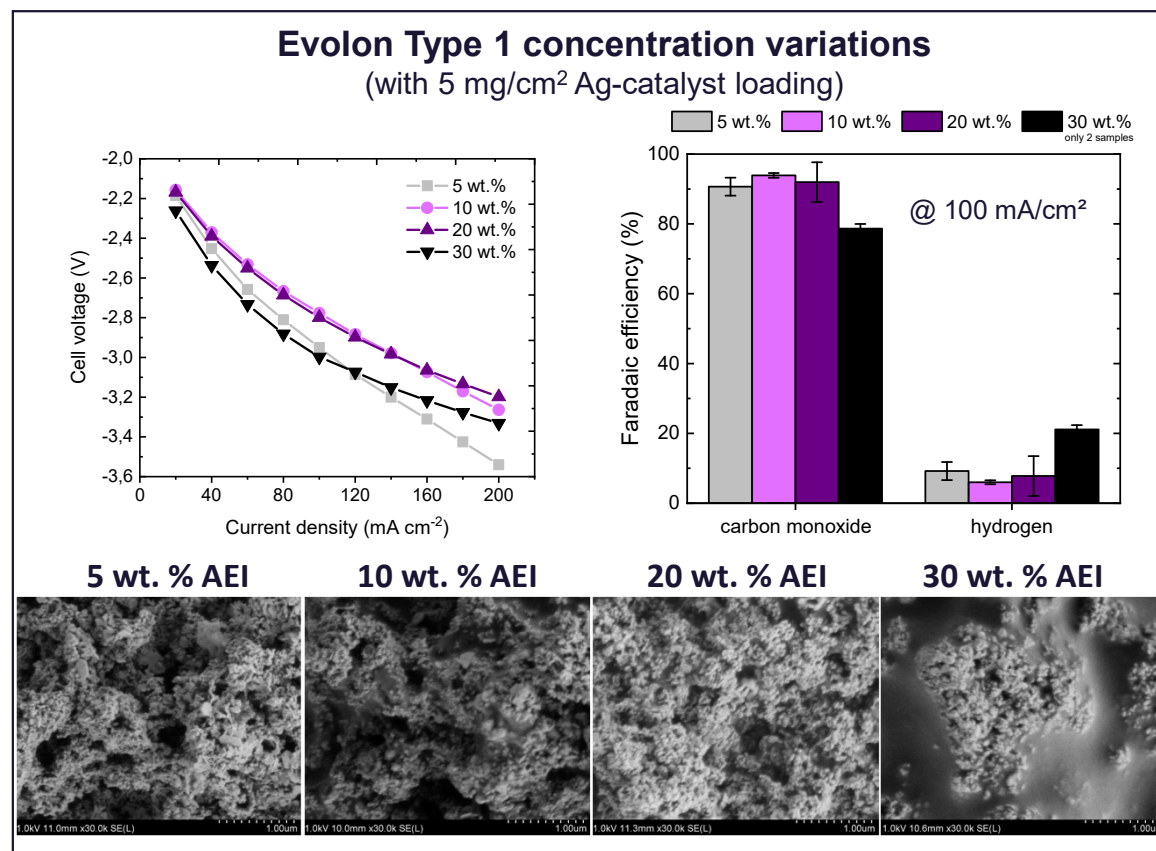 Evolon Type 1 concentration variations
(with 5 mg/cm² Ag-catalyst loading)
5 wt.% 10 wt.% 20 wt.% 30 wt.%
only 2 samples
-2,0
-2,2
-2,4
-2,6
-2,8
-3,0
-3,2
-3,4
-3,6
Cell voltage (V)
5 wt.%
10 wt.%
20 wt.%
30 wt.%
0 40 80 120 160 200
Current density (mA cm⁻²)
100
80
60
40
20
0
Faradaic efficiency (%)
@ 100 mA/cm²
carbon monoxide hydrogen
5 wt. % AEI 10 wt. % AEI 20 wt. % AEI 30 wt. % AEI
1.0kV 11.0mm x30.0k SE(L) 1.00um
1.0kV 10.0mm x30.0k SE(L) 1.00um
1.0kV 11.3mm x30.0k SE(L) 1.00um
1.0kV 10.6mm x30.0k SE(L) 1.00um